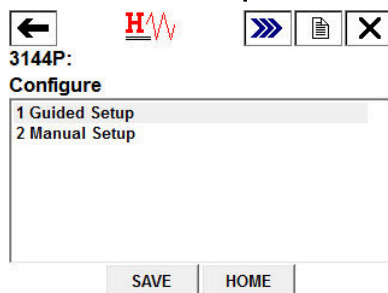 H
3144P:
Configure
1 Guided Setup
2 Manual Setup
SAVE HOME